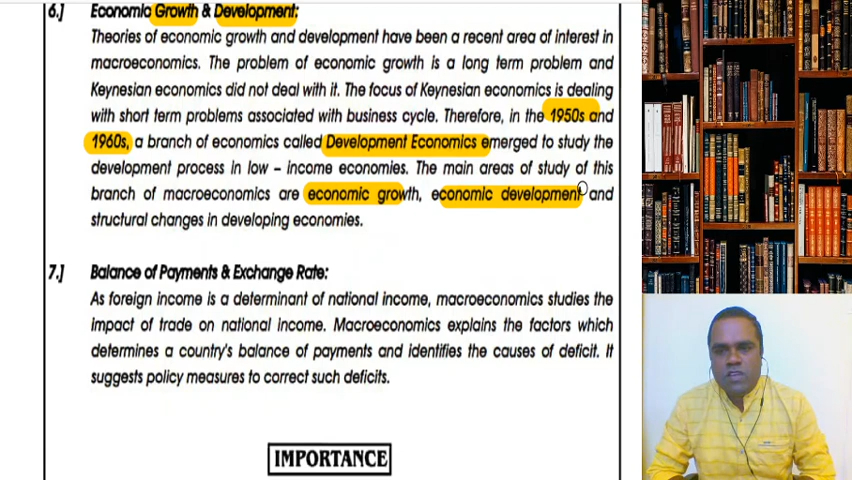 6.] Economic Growth & Development:
Theories of economic growth and development have been a recent area of interest in
macroeconomics. The problem of economic growth is a long term problem and
Keynesian economics did not deal with it. The focus of Keynesian economics is dealing
with short term problems associated with business cycle. Therefore, in the 1950s and
1960s, a branch of economics called Development Economics emerged to study the
development process in low – income economies. The main areas of study of this
branch of macroeconomics are economic growth, economic development and
structural changes in developing economies.
7.] Balance of Payments & Exchange Rate:
As foreign income is a determinant of national income, macroeconomics studies the
impact of trade on national income. Macroeconomics explains the factors which
determines a country's balance of payments and identifies the causes of deficit. It
suggests policy measures to correct such deficits.
IMPORTANCE